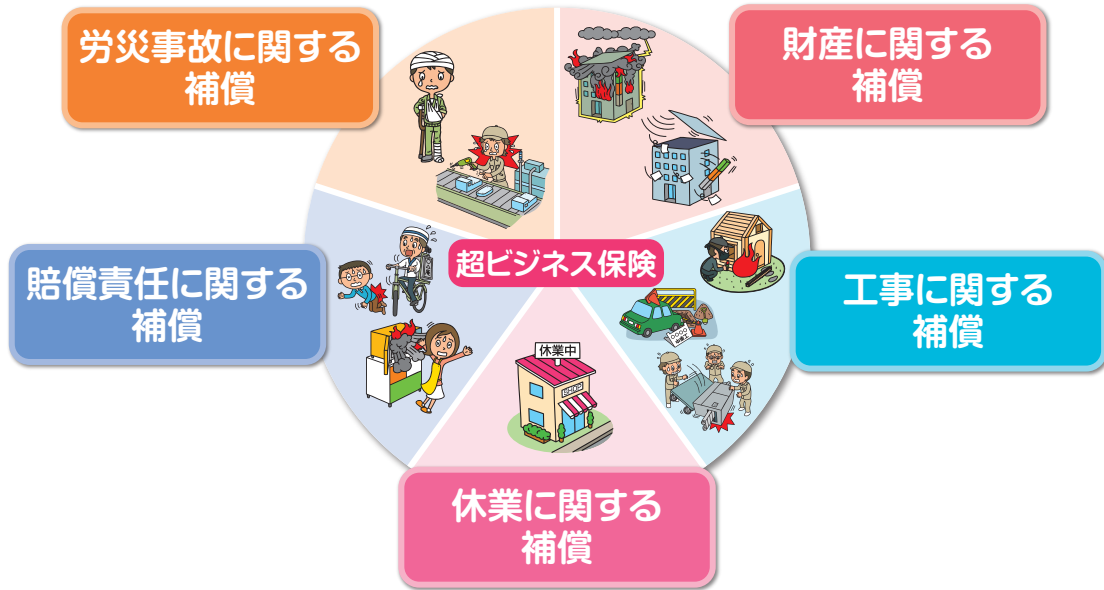 労災事故に関する
補償
財産に関する
補償
賠償責任に関する
補償
超ビジネス保険
工事に関する
補償
休業中
SHOP
休業に関する
補償